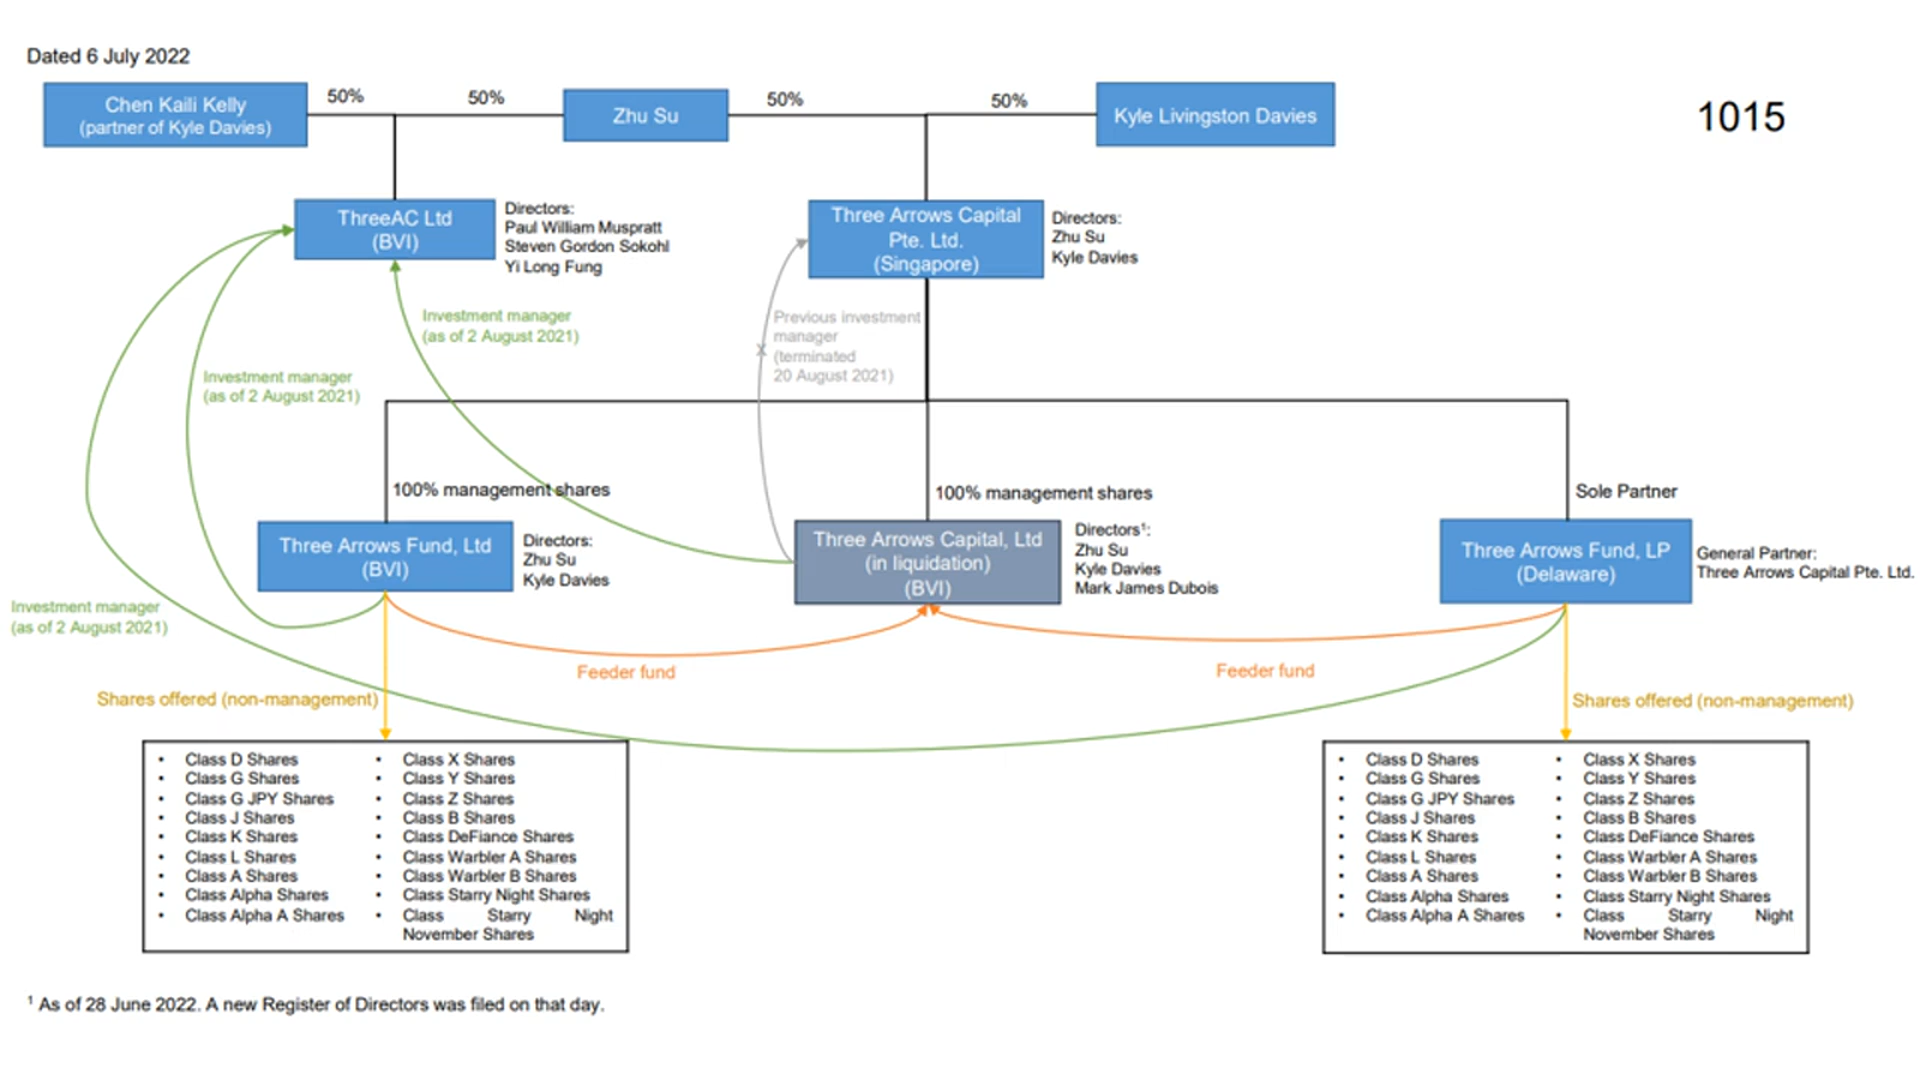 Dated 6 July 2022
Chen Kaili Kelly
(partner of Kyle Davies)
50%
50%
Zhu Su
50%
50%
Kyle Livingston Davies
1015
ThreeAC Ltd
(BVI)
Directors:
Paul William Muspratt
Steven Gordon Sokohl
Yi Long Fung
Three Arrows Capital
Pte. Ltd.
(Singapore)
Directors:
Zhu Su
Kyle Davies
Investment manager
(as of 2 August 2021)
Previous investment
manager
(terminated
20 August 2021)
X
Investment manager
(as of 2 August 2021)
100% management shares
100% management shares
Sole Partner
Three Arrows Fund, Ltd
(BVI)
Directors:
Zhu Su
Kyle Davies
Three Arrows Capital, Ltd
(in liquidation)
(BVI)
Directors¹:
Zhu Su
Kyle Davies
Mark James Dubois
Three Arrows Fund, LP
(Delaware)
General Partner:
Three Arrows Capital Pte. Ltd.
Investment manager
(as of 2 August 2021)
Feeder fund
Feeder fund
Shares offered (non-management)
Shares offered (non-management)
• Class D Shares
• Class G Shares
• Class G JPY Shares
• Class J Shares
• Class K Shares
• Class L Shares
• Class A Shares
• Class Alpha Shares
• Class Alpha A Shares
• Class X Shares
• Class Y Shares
• Class Z Shares
• Class B Shares
• Class DeFiance Shares
• Class Warbler A Shares
• Class Warbler B Shares
• Class Starry Night Shares
• Class Starry Night
November Shares
• Class D Shares
• Class G Shares
• Class G JPY Shares
• Class J Shares
• Class K Shares
• Class L Shares
• Class A Shares
• Class Alpha Shares
• Class Alpha A Shares
• Class X Shares
• Class Y Shares
• Class Z Shares
• Class B Shares
• Class DeFiance Shares
• Class Warbler A Shares
• Class Warbler B Shares
• Class Starry Night Shares
• Class Starry Night
November Shares
¹ As of 28 June 2022. A new Register of Directors was filed on that day.